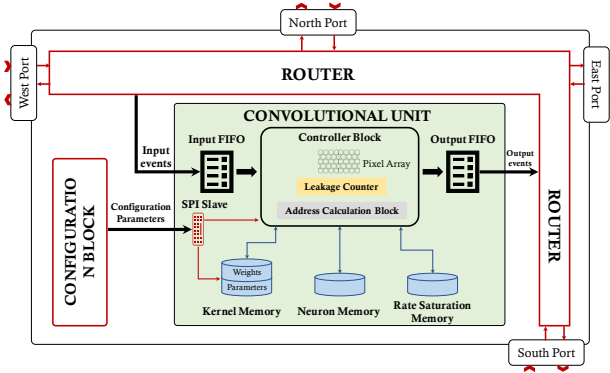 North Port
West Port
ROUTER
East Port
CONVOLUTIONAL UNIT
Input
events
Input FIFO
Controller Block
Pixel Array
Leakage Counter
Address Calculation Block
Output FIFO
Output
events
ROUTER
CONFIGURATIO
N BLOCK
Configuration
Parameters
SPI Slave
Weights
Parameters
Kernel Memory
Neuron Memory
Rate Saturation
Memory
South Port